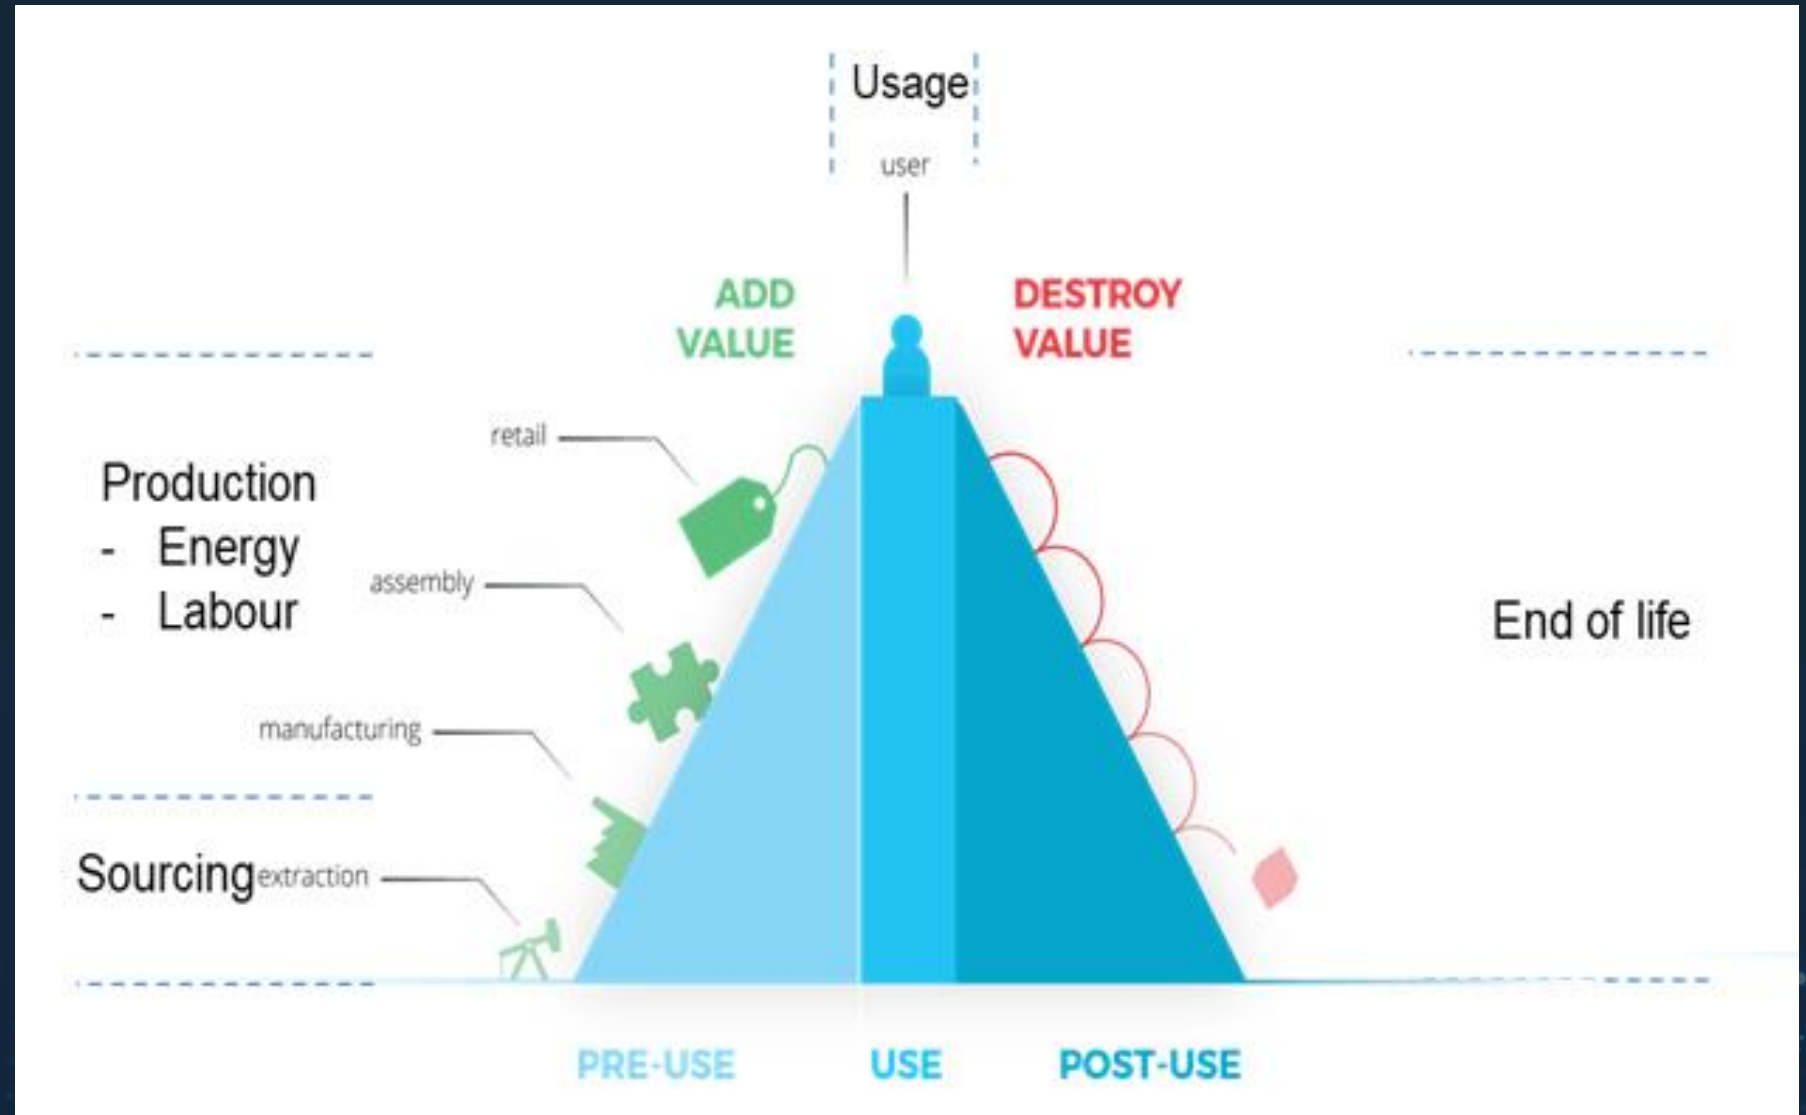 Usage
user
ADD
VALUE
DESTROY
VALUE
retail
Production
- Energy
- Labour
assembly
End of life
manufacturing
Sourcing
extraction
PRE-USE
USE
POST-USE